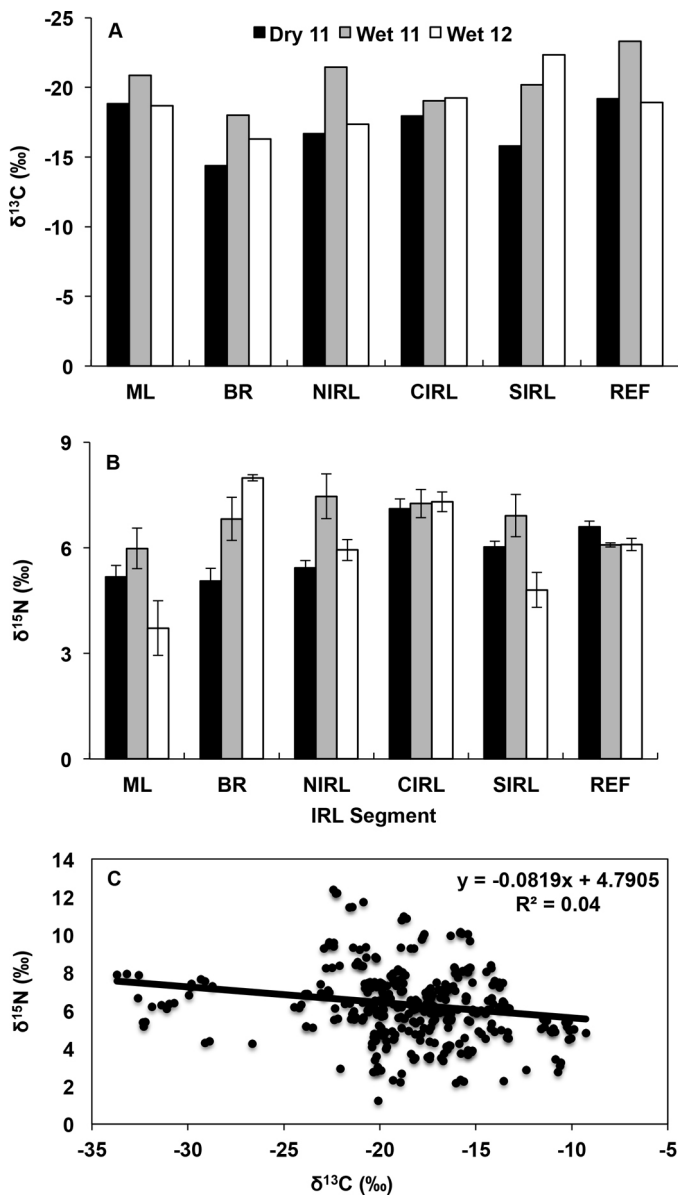 A
Dry 11 Wet 11 Wet 12
-25
-20
-15
-10
-5
0
δ¹³C (‰)
ML BR NIRL CIRL SIRL REF
B
9
6
3
0
δ¹⁵N (‰)
ML BR NIRL CIRL SIRL REF
IRL Segment
C
y = -0.0819x + 4.7905
R² = 0.04
14
12
10
8
6
4
2
0
δ¹⁵N (‰)
-35 -30 -25 -20 -15 -10 -5
δ¹³C (‰)